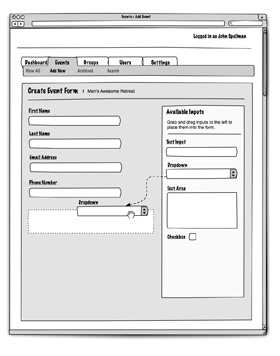 Events : Add Event
Logged in as John Spellman
Dashboard Events Groups Users Settings
View All Add New Archived Search
Create Event Form | Men's Awesome Retreat
First Name
Last Name
Email Address
Phone Number
Dropdown
Available Inputs
Grab and drag inputs to the left to
place them into the form.
Text Input
Dropdown
Text Area
Checkbox